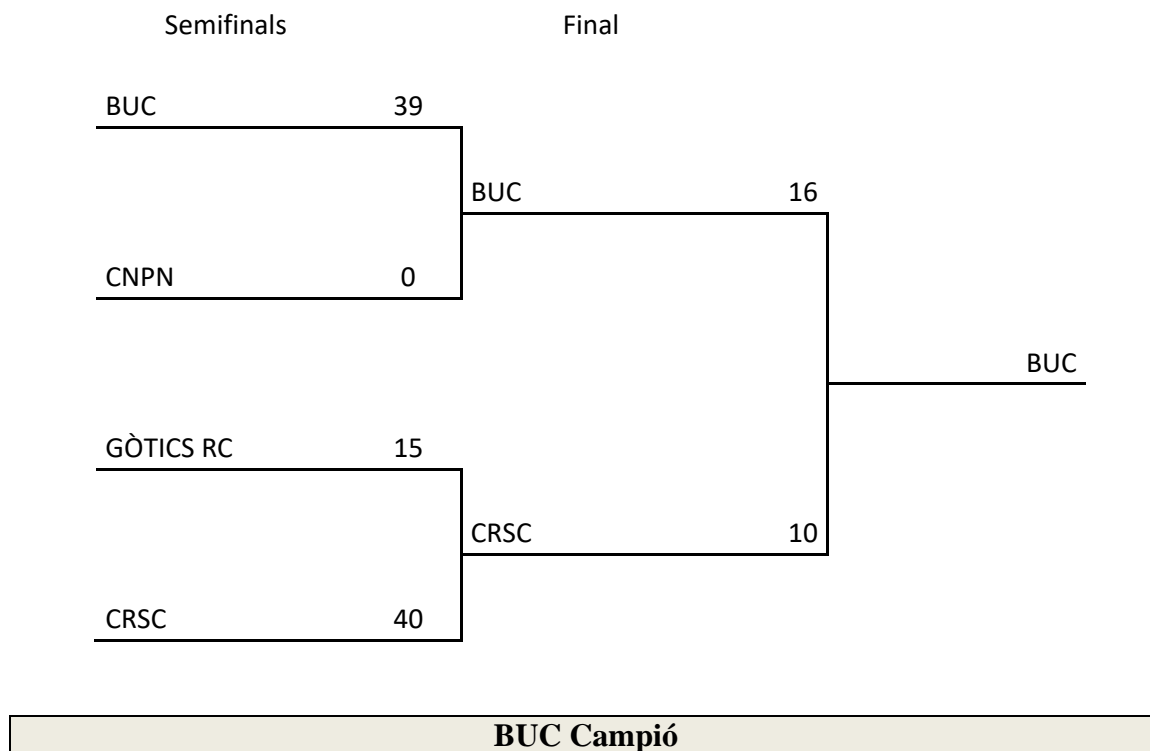 Semifinals Final
BUC 39
BUC 16
CNPN 0
BUC
GÒTICS RC 15
CRSC 10
CRSC 40
BUC Campió